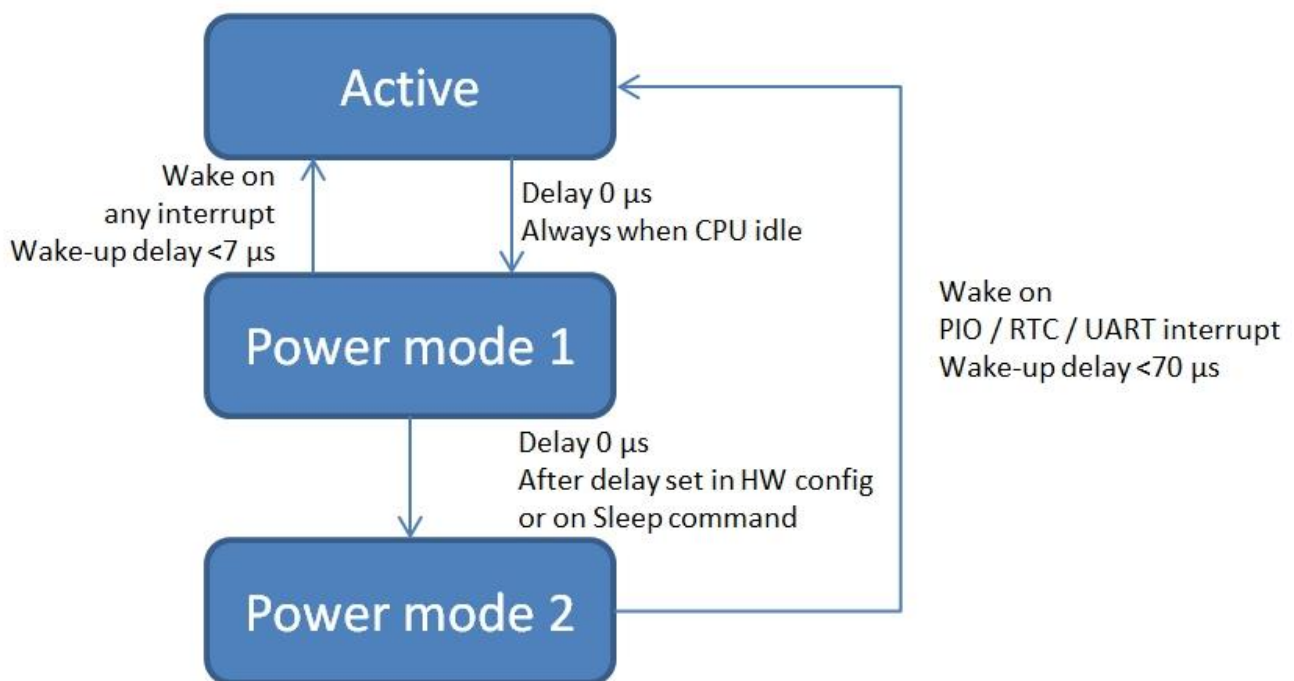 Active
Wake on
any interrupt
Wake-up delay <7 µs
Delay 0 µs
Always when CPU idle
Power mode 1
Wake on
PIO / RTC / UART interrupt
Wake-up delay <70 µs
Delay 0 µs
After delay set in HW config
or on Sleep command
Power mode 2